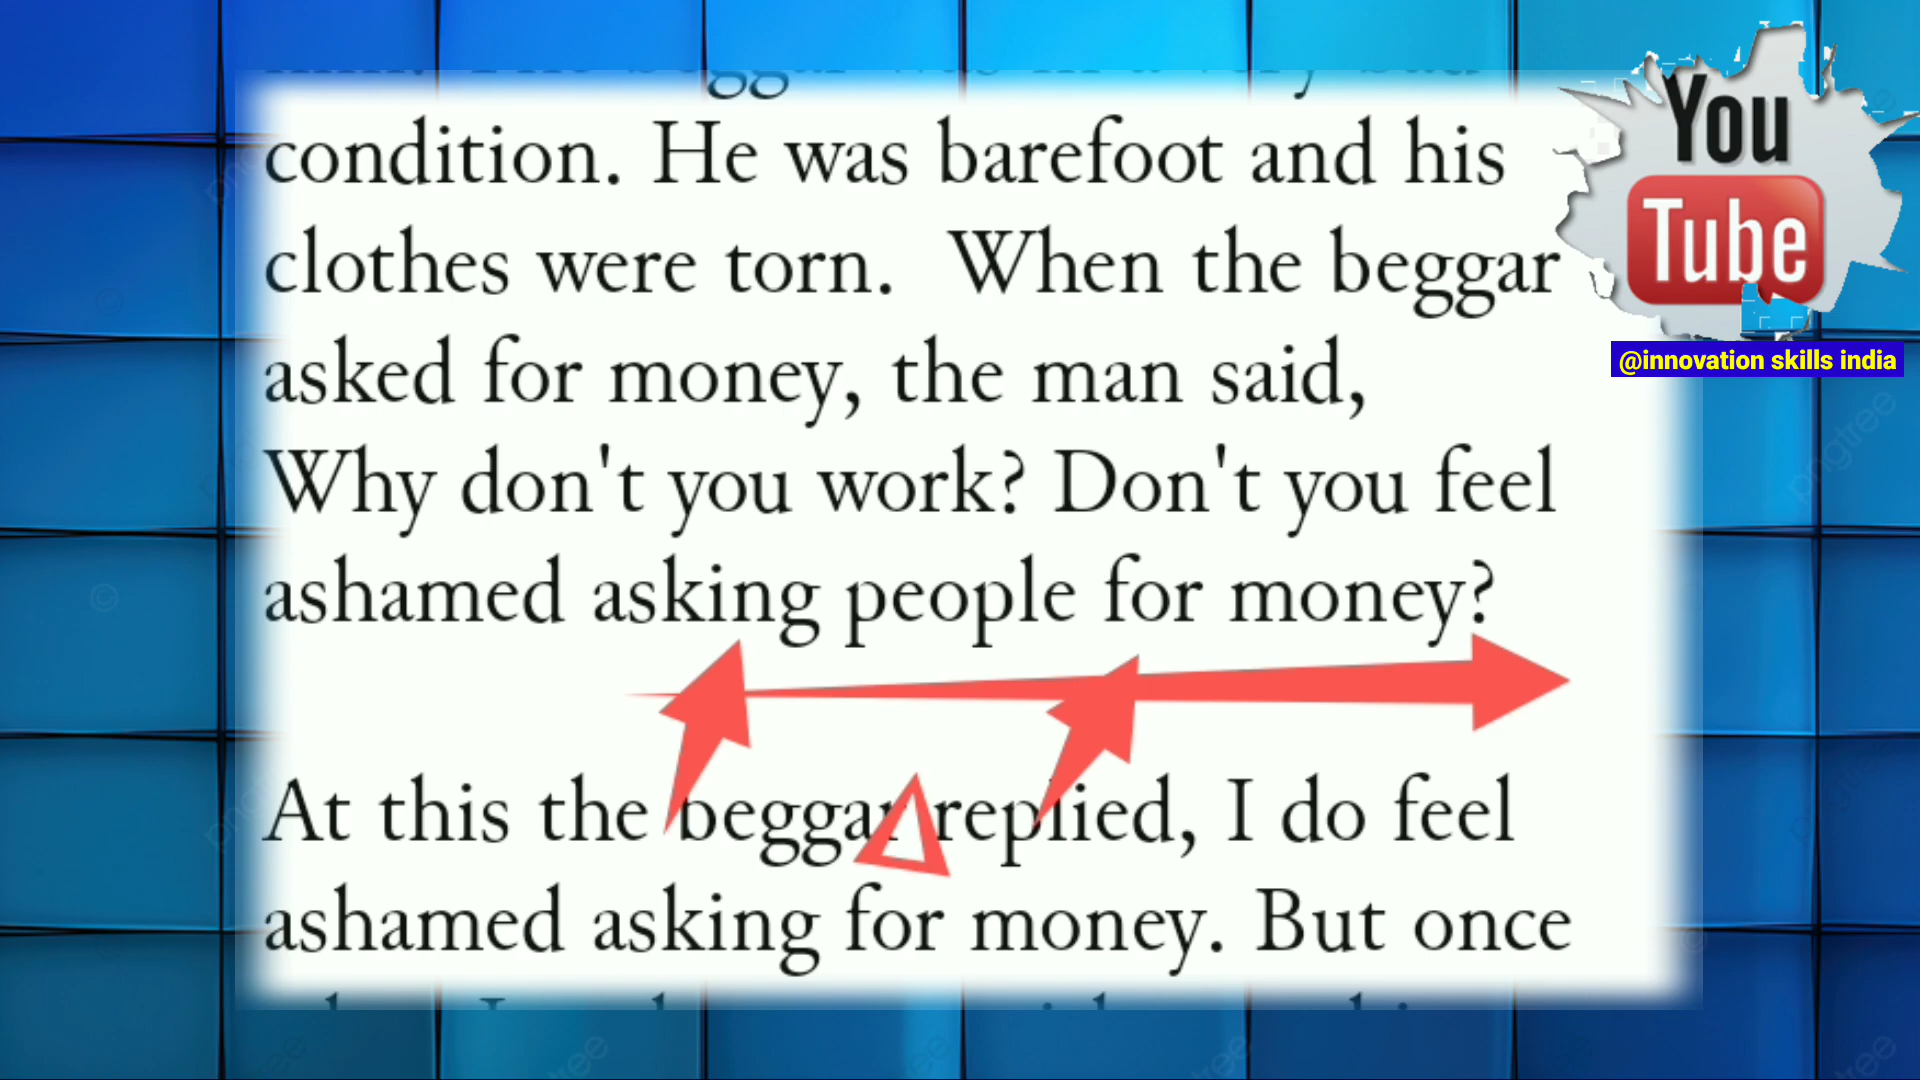 condition. He was barefoot and his
clothes were torn. When the beggar
asked for money, the man said,
Why don't you work? Don't you feel
ashamed asking people for money?
At this the beggar replied, I do feel
ashamed asking for money. But once
You
Tube
@innovation skills india